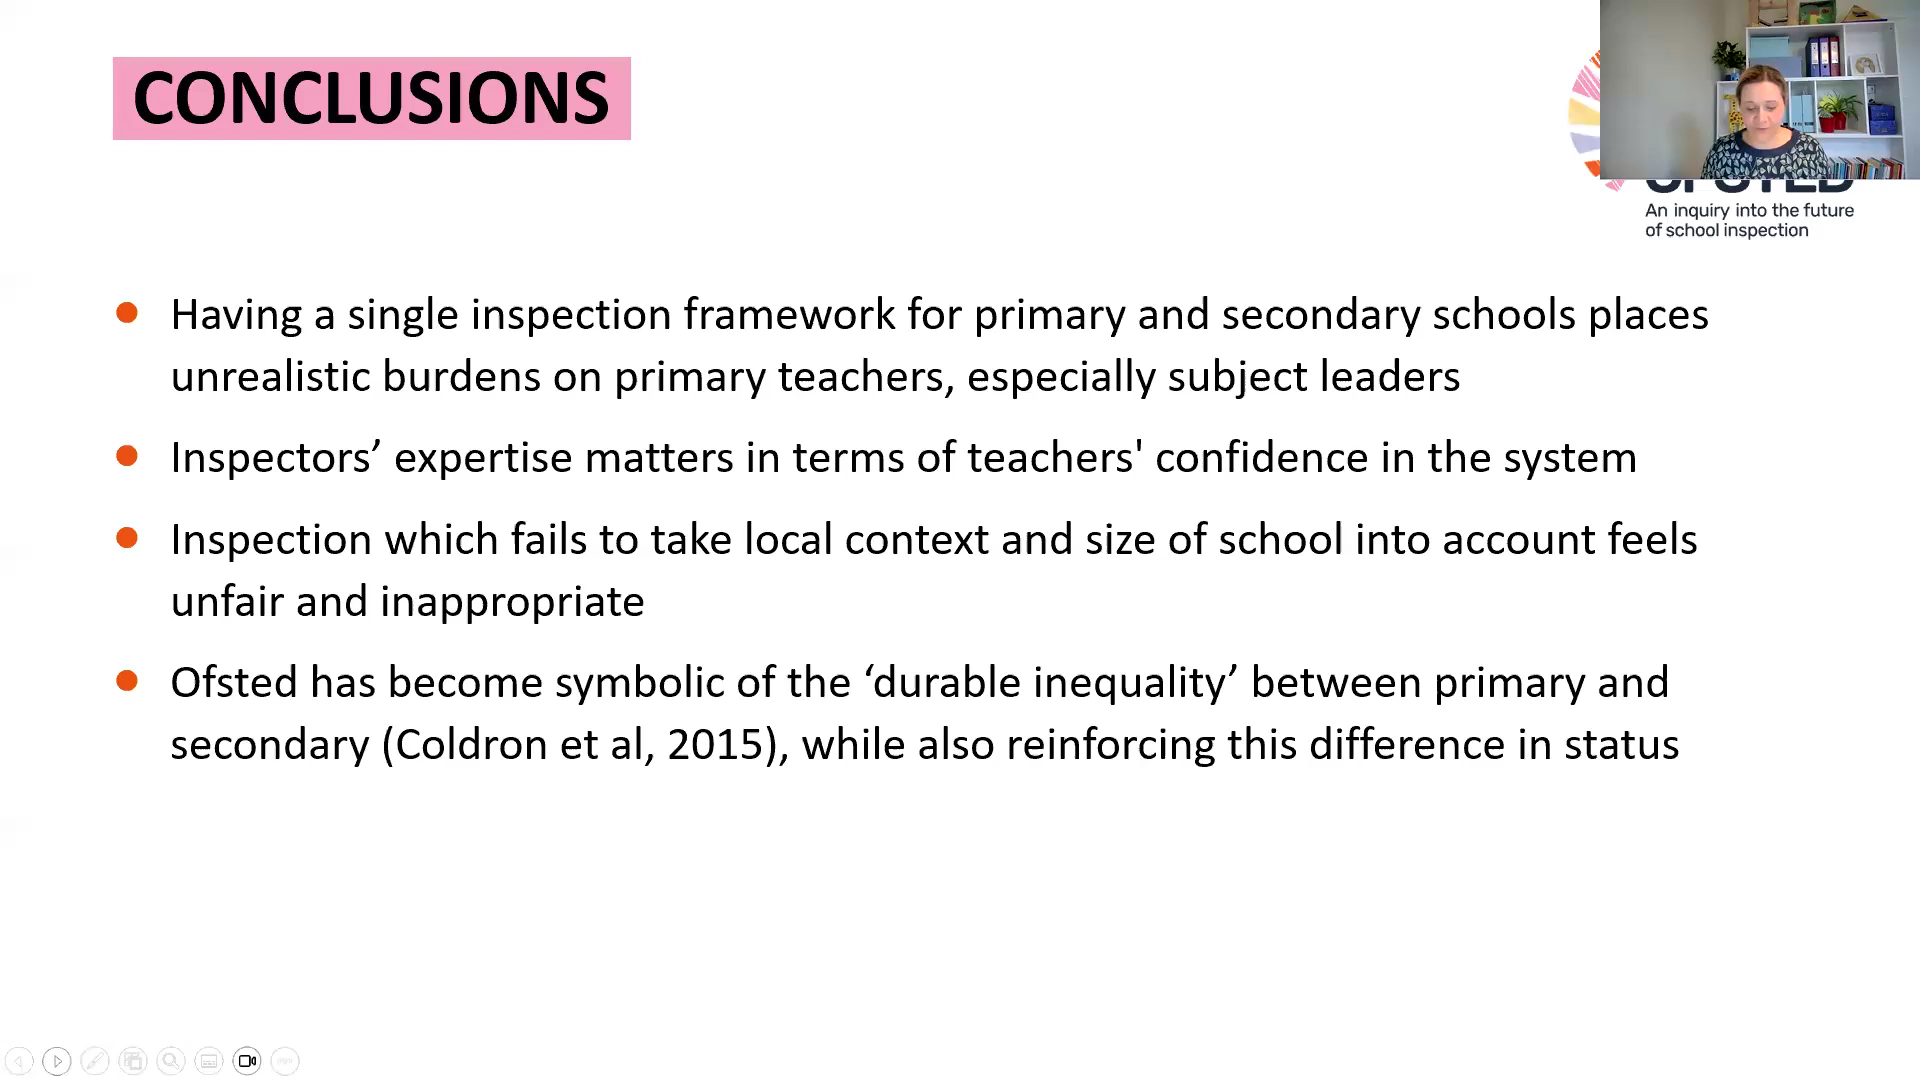 CONCLUSIONS
An inquiry into the future
of school inspection
Having a single inspection framework for primary and secondary schools places
unrealistic burdens on primary teachers, especially subject leaders
Inspectors’ expertise matters in terms of teachers' confidence in the system
Inspection which fails to take local context and size of school into account feels
unfair and inappropriate
Ofsted has become symbolic of the ‘durable inequality’ between primary and
secondary (Coldron et al, 2015), while also reinforcing this difference in status